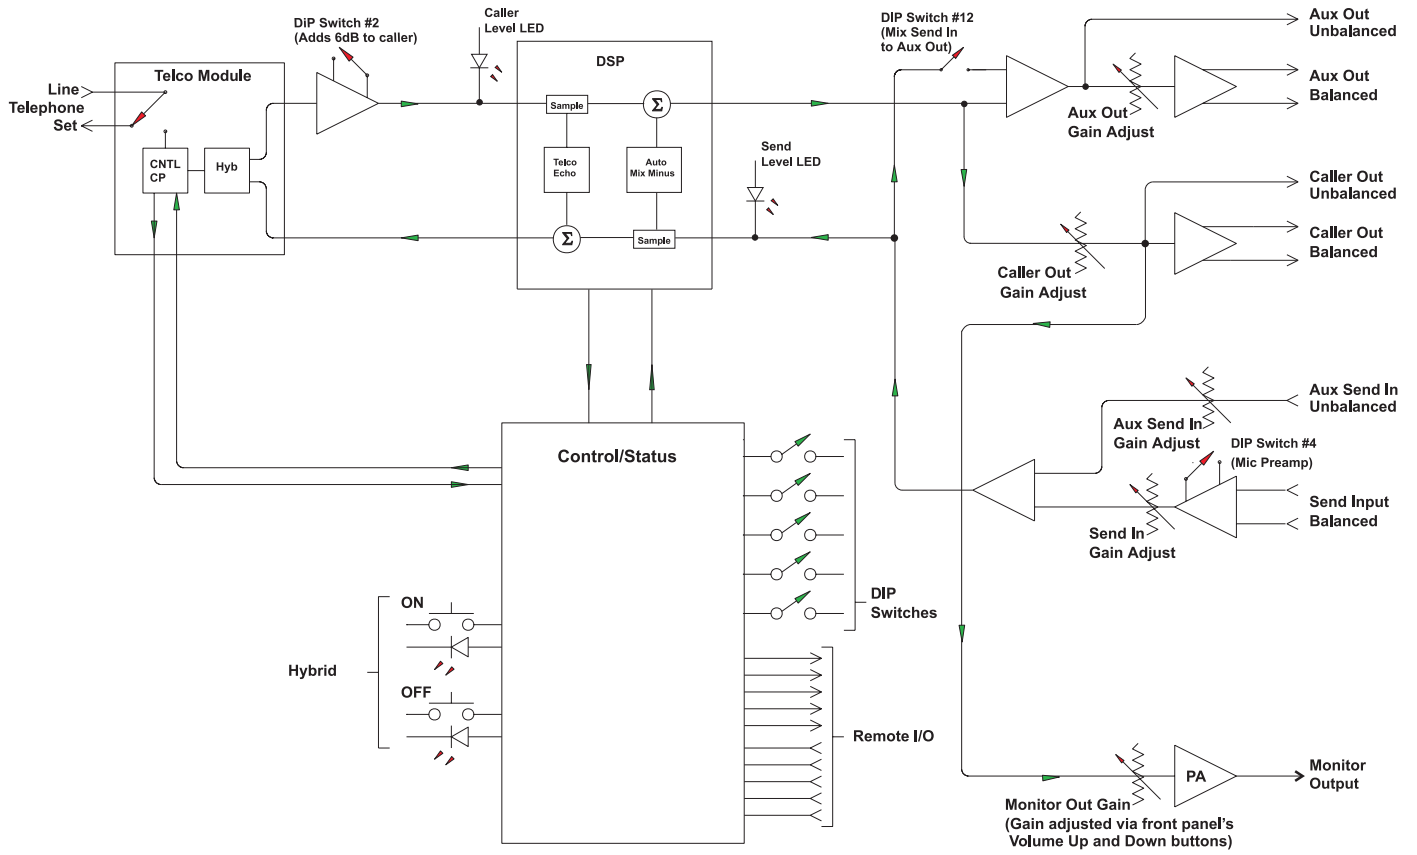 DiP Switch #2
(Adds 6dB to caller)
Caller
Level LED
DIP Switch #12
(Mix Send In
to Aux Out)
Aux Out
Unbalanced
Telco Module
DSP
Line
Telephone
Set
Sample
Σ
Aux Out
Balanced
Aux Out
Gain Adjust
CNTL
CP
Hyb
Telco
Echo
Auto
Mix Minus
Send
Level LED
Caller Out
Unbalanced
Σ
Sample
Caller Out
Balanced
Caller Out
Gain Adjust
Aux Send In
Unbalanced
Aux Send In
Gain Adjust
DIP Switch #4
(Mic Preamp)
Control/Status
Send Input
Balanced
Send In
Gain Adjust
DIP
Switches
ON
Hybrid
OFF
Remote I/O
PA
Monitor
Output
Monitor Out Gain
(Gain adjusted via front panel's
Volume Up and Down buttons)